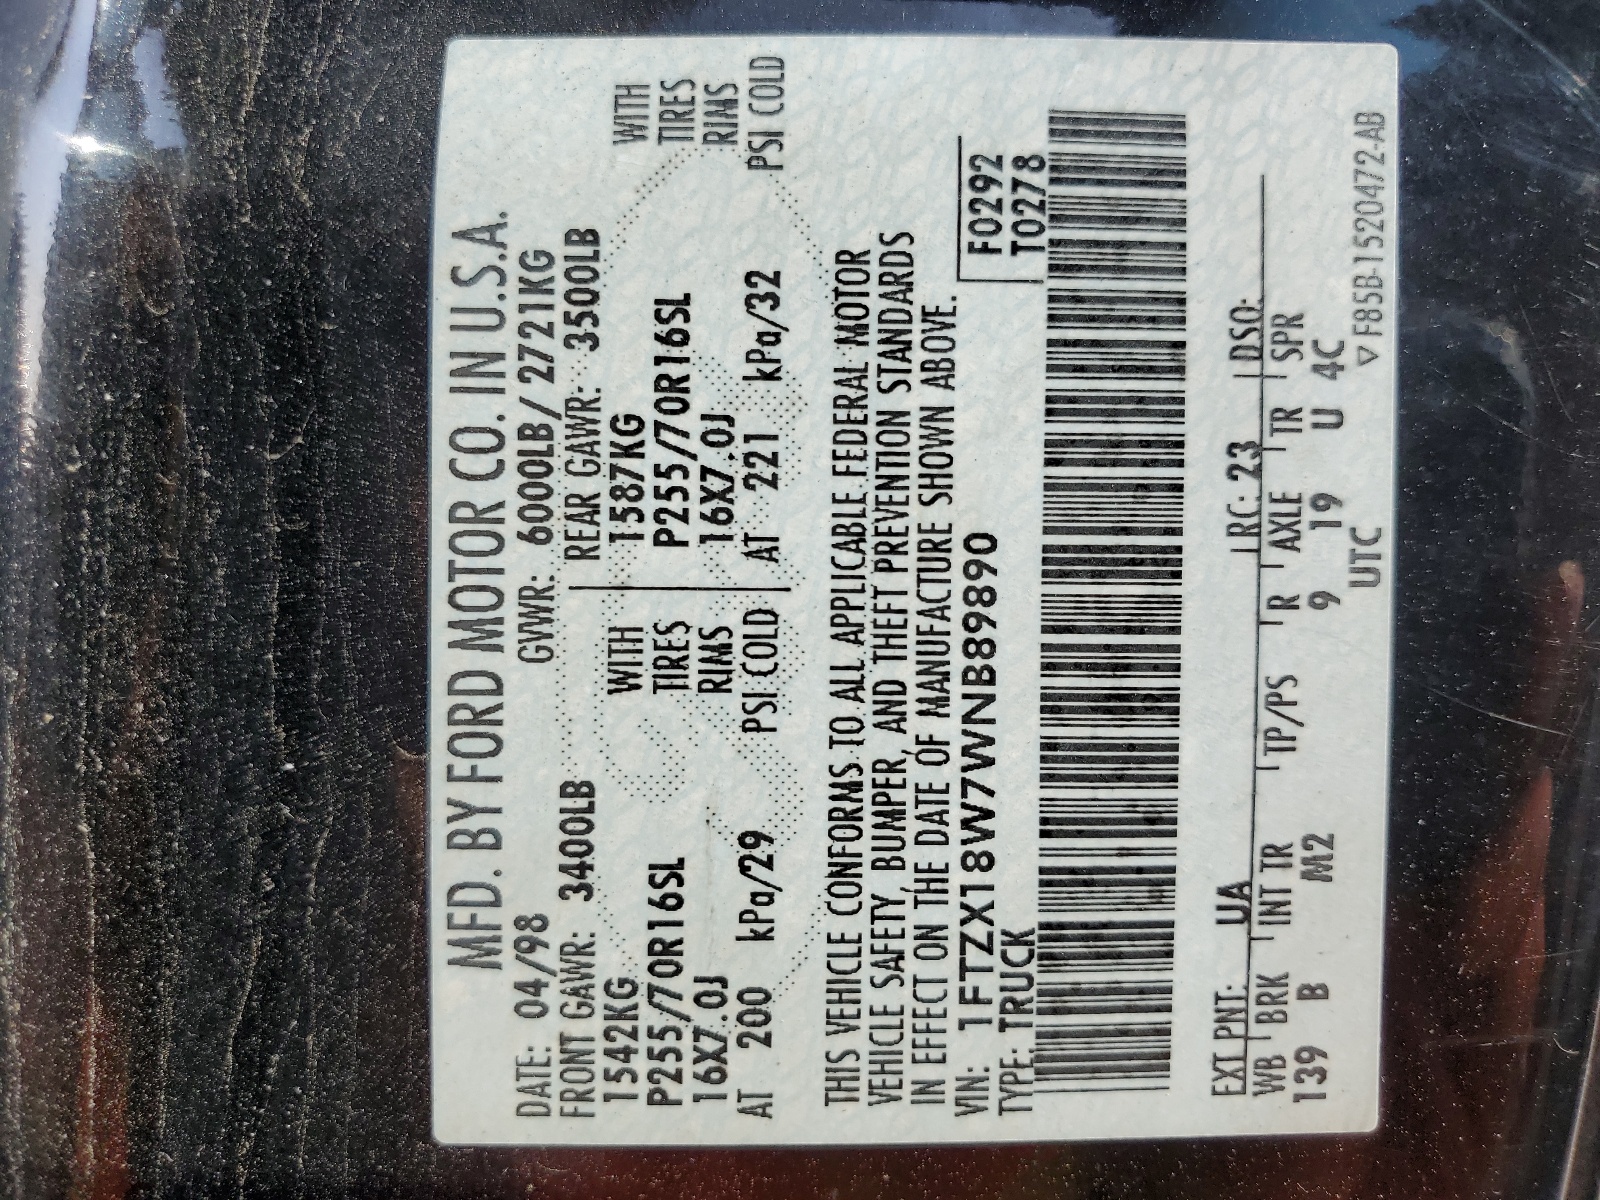 MFD. BY FORD MOTOR CO. IN U.S.A.
DATE: 04/98 GVWR: 6000LB/2721KG
FRONT GAWR: 3400LB REAR GAWR: 3500LB
1542KG WITH 1587KG WITH
P255/70R16SL TIRES P255/70R16SL TIRES
16X7.0J RIMS 16X7.0J RIMS
AT 200 kPa/29 PSI COLD AT 221 kPa/32 PSI COLD
THIS VEHICLE CONFORMS TO ALL APPLICABLE FEDERAL MOTOR
VEHICLE SAFETY, BUMPER, AND THEFT PREVENTION STANDARDS
IN EFFECT ON THE DATE OF MANUFACTURE SHOWN ABOVE.
VIN: 1FTZX18W7WNB89890 F0292
TYPE: TRUCK T0278
EXT PNT: UA RC: 23 DSO:
WB BRK INT TR TP/PS R AXLE TR SPR
139 B M2 9 19 U 4C
UTC ▽ F85B-1520472-AB